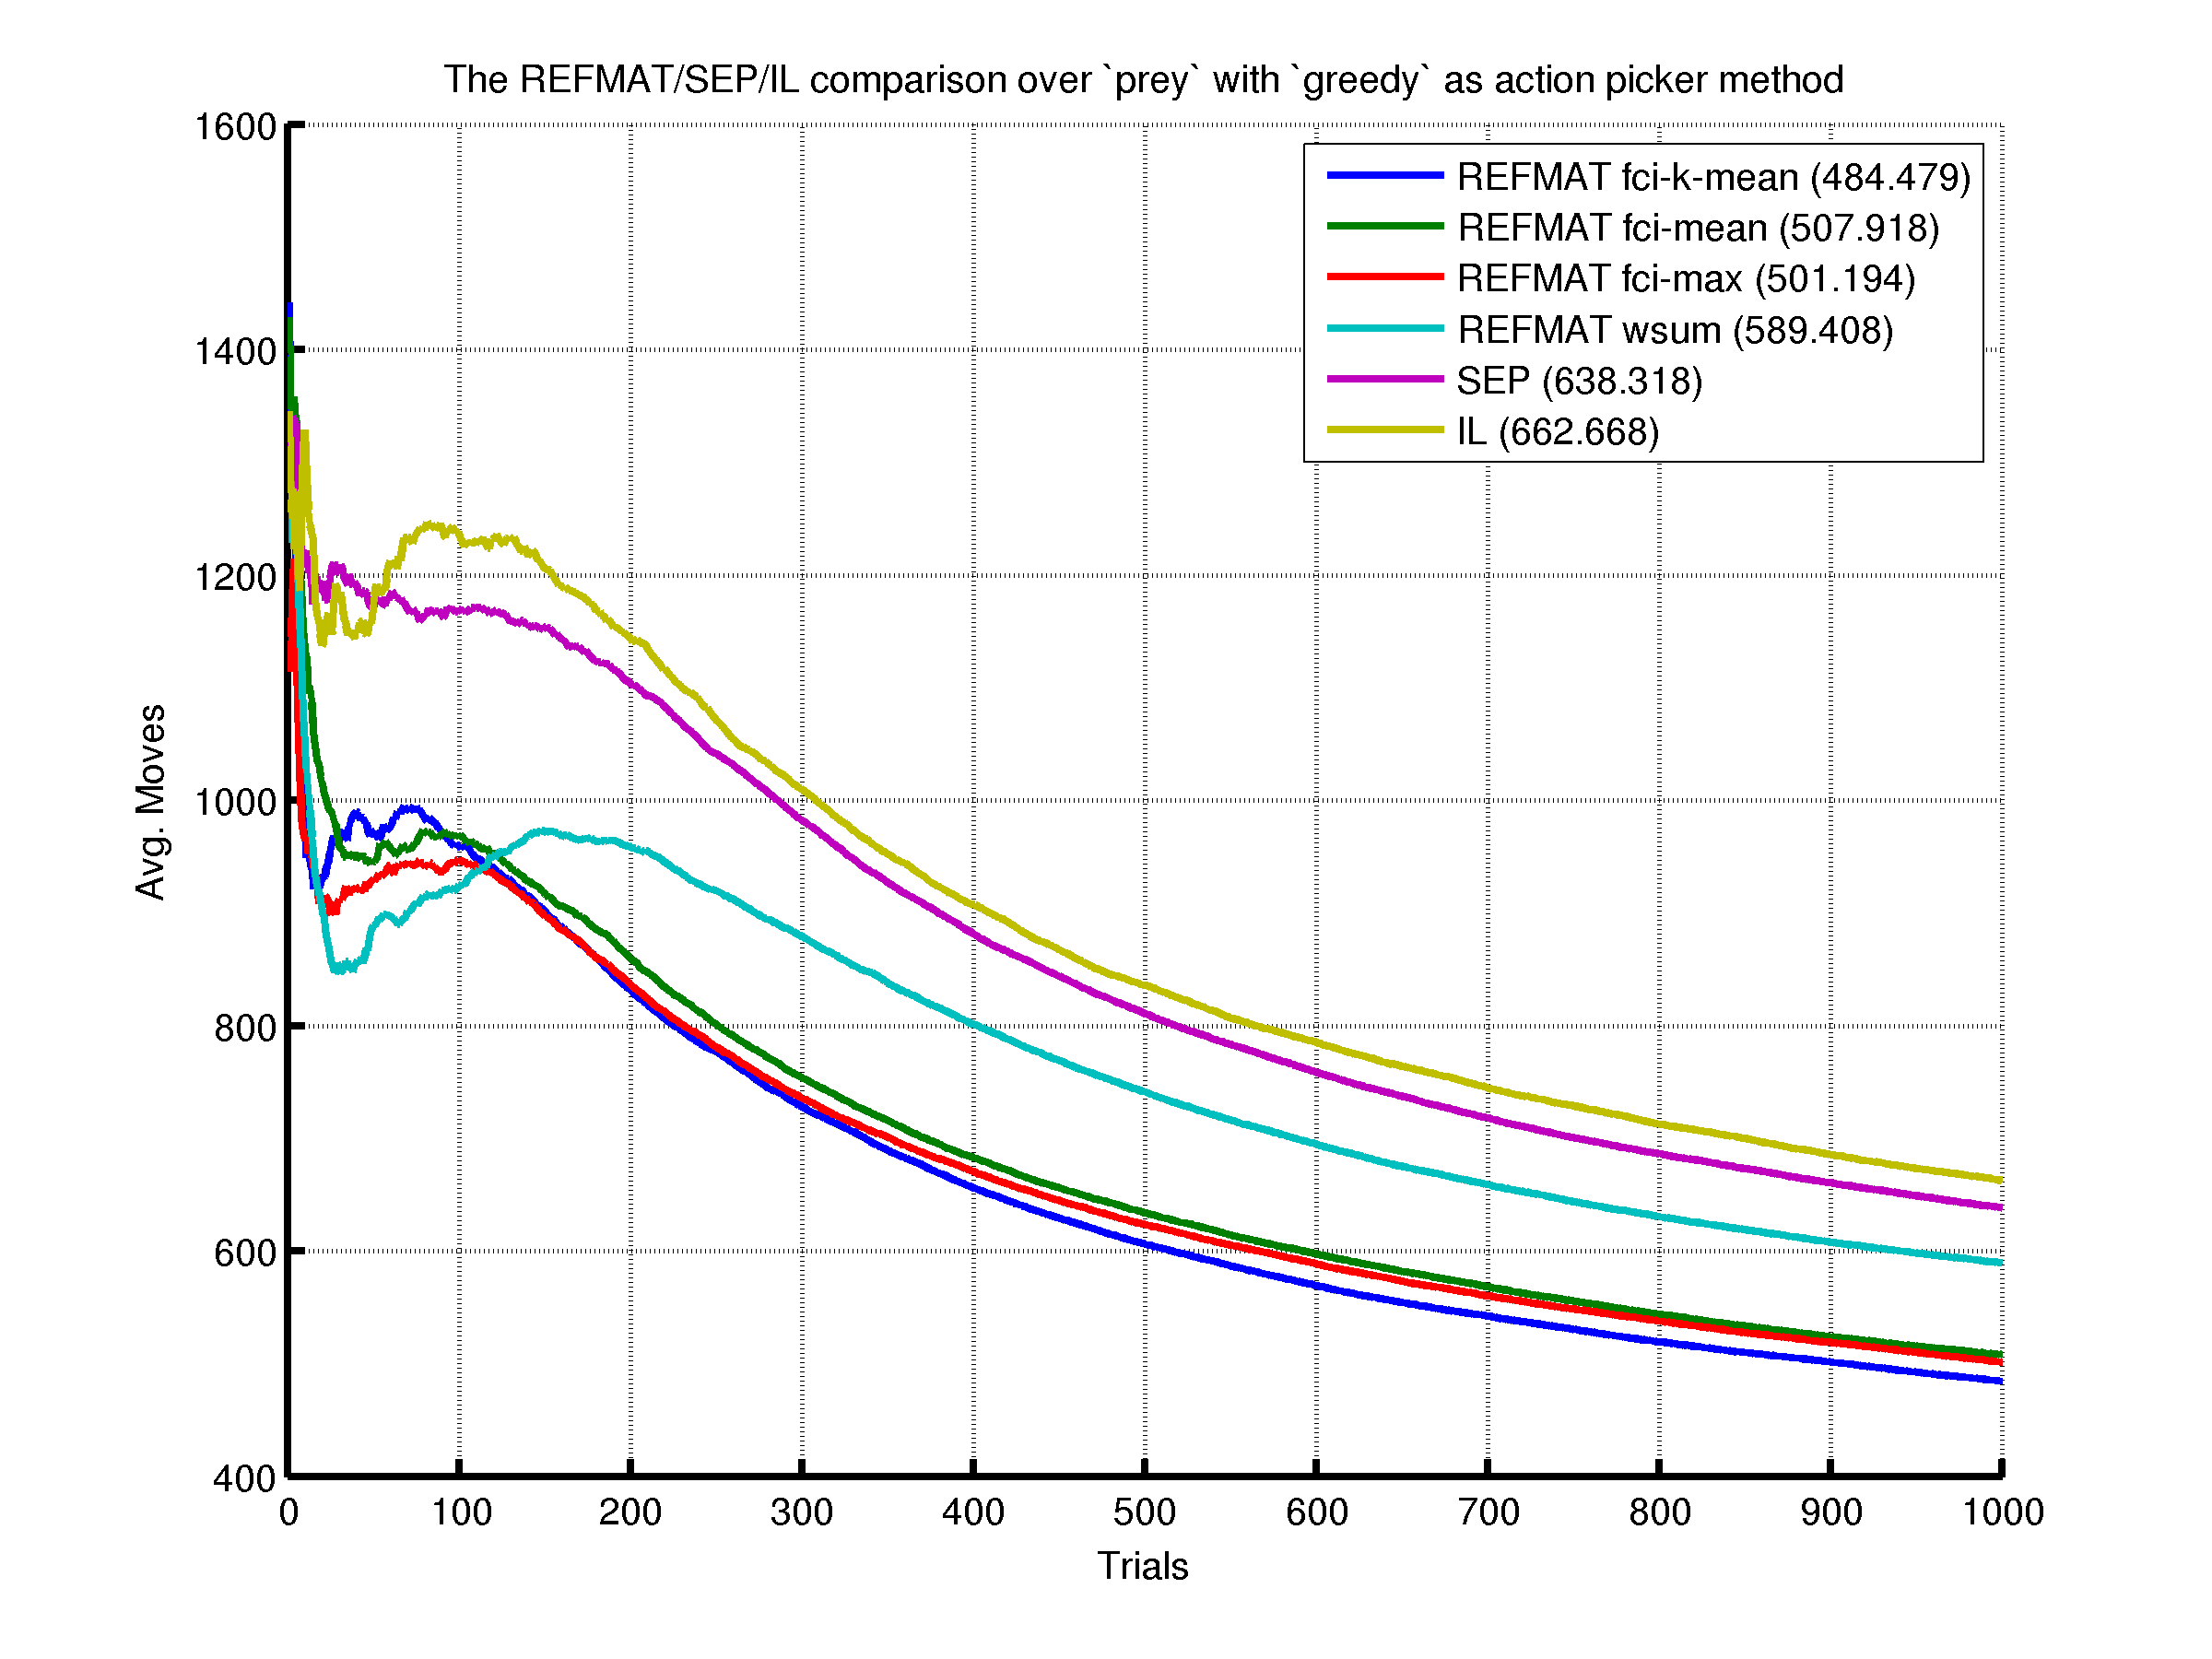 The REFMAT/SEP/IL comparison over `prey` with `greedy` as action picker method
1600
1400
1200
1000
800
600
400
Avg. Moves
REFMAT fci-k-mean (484.479)
REFMAT fci-mean (507.918)
REFMAT fci-max (501.194)
REFMAT wsum (589.408)
SEP (638.318)
IL (662.668)
0 100 200 300 400 500 600 700 800 900 1000
Trials